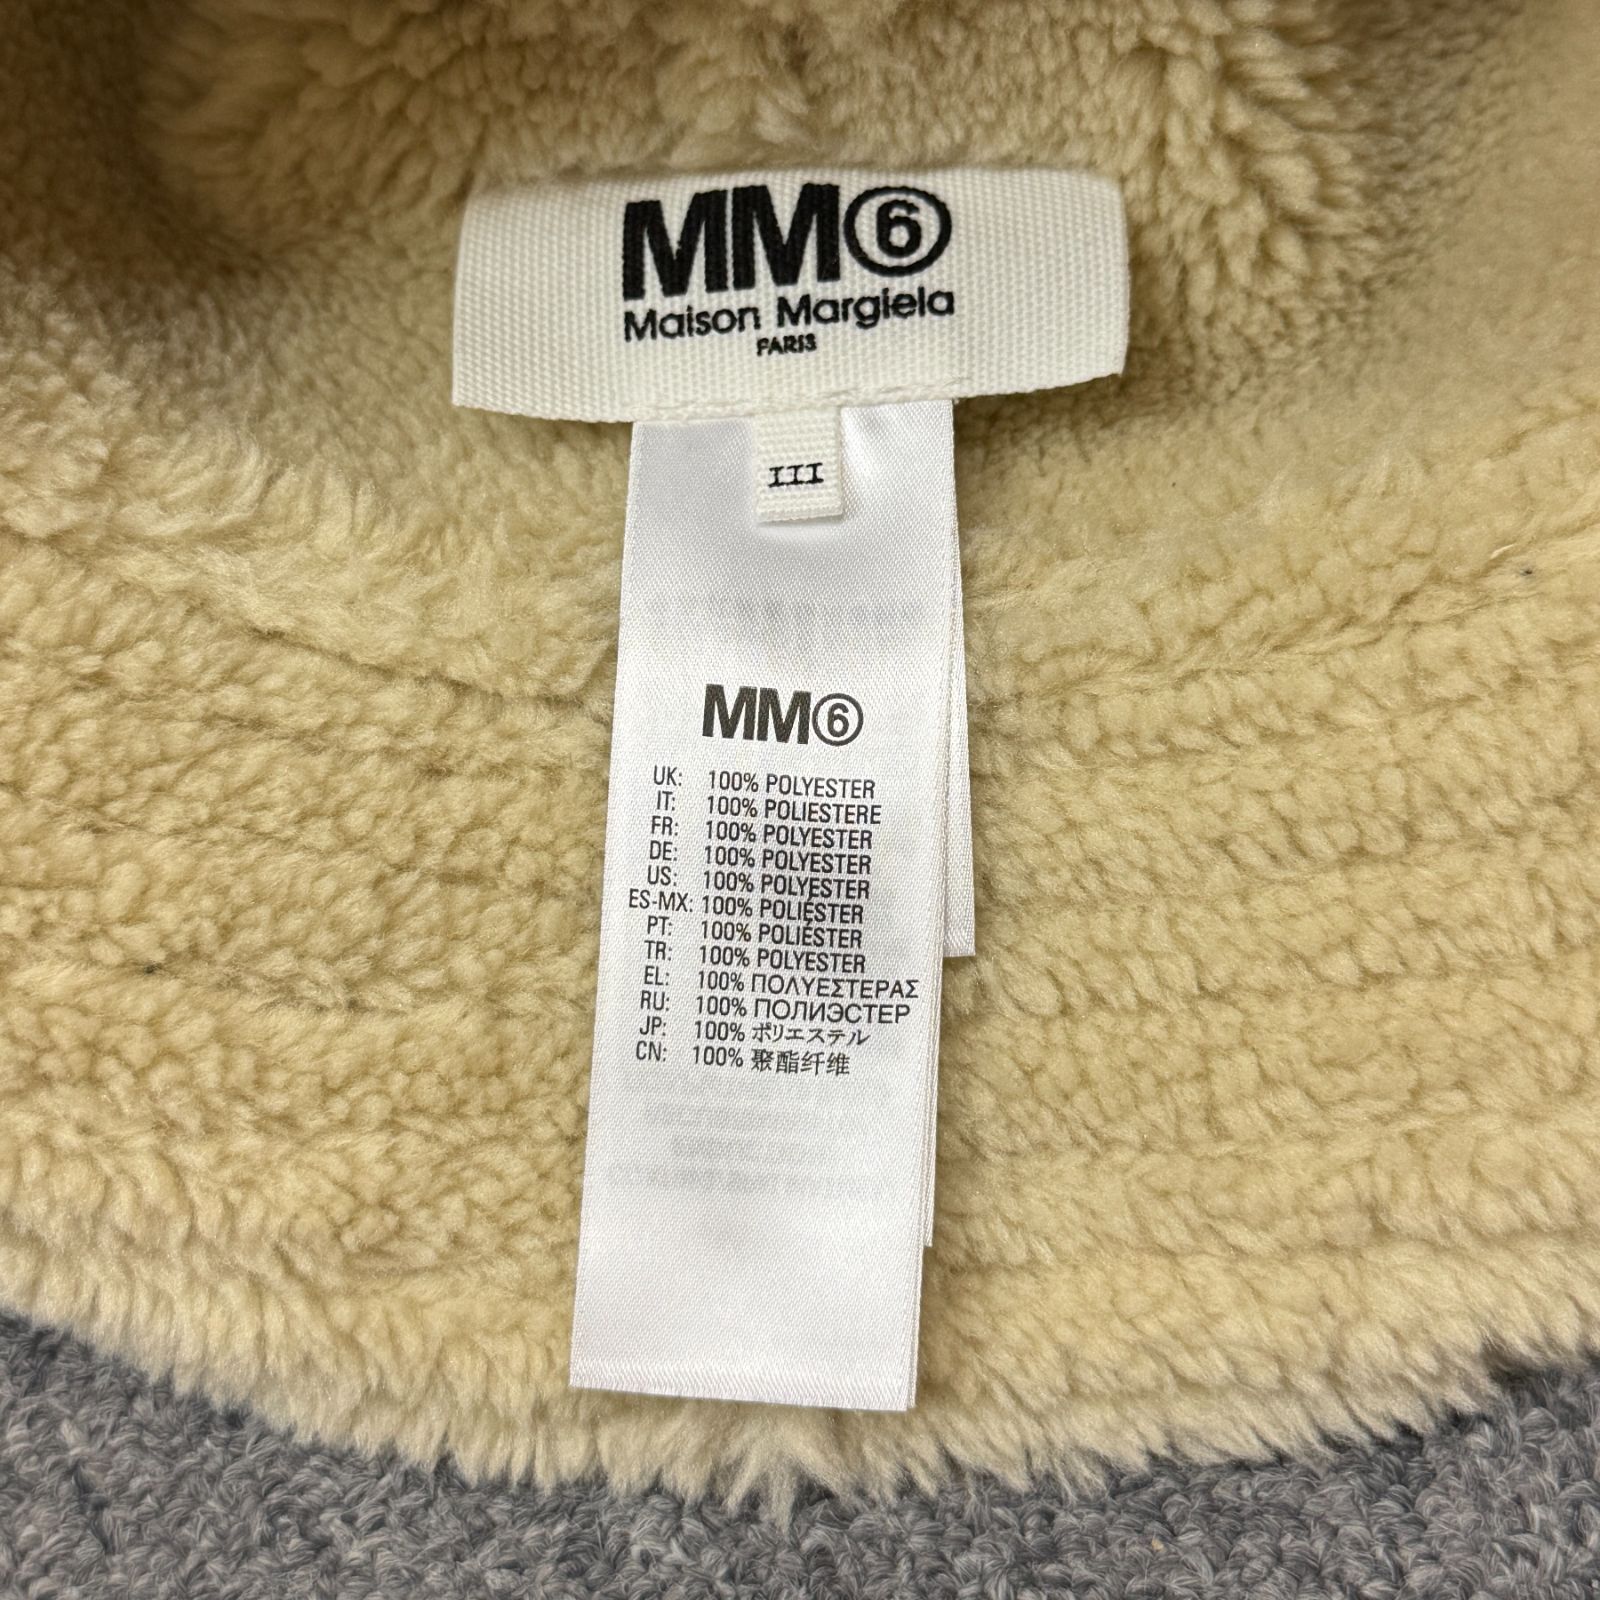 MM⑥
Maison Margiela
PARIS
III
MM⑥
UK: 100% POLYESTER
IT: 100% POLIESTERE
FR: 100% POLYESTER
DE: 100% POLYESTER
US: 100% POLYESTER
ES-MX: 100% POLIÉSTER
PT: 100% POLIÉSTER
TR: 100% POLYESTER
EL: 100% ΠΟΛΥΕΣΤΕΡΑΣ
RU: 100% ПОЛИЭСТЕР
JP: 100% ポリエステル
CN: 100% 聚酯纤维